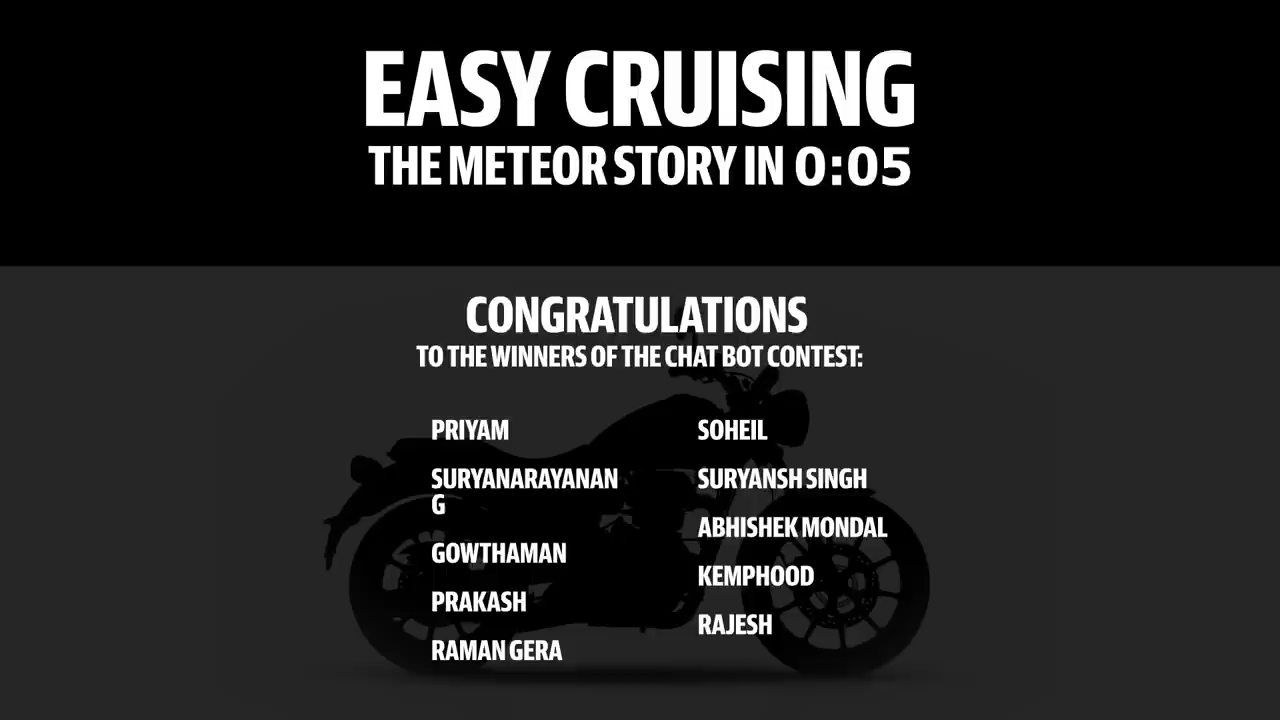 EASY CRUISING
THE METEOR STORY IN 0:05
CONGRATULATIONS
TO THE WINNERS OF THE CHAT BOT CONTEST:
PRIYAM
SURYANARAYANAN
G
GOWTHAMAN
PRAKASH
RAMAN GERA
SOHEIL
SURYANSH SINGH
ABHISHEK MONDAL
KEMPHOOD
RAJESH